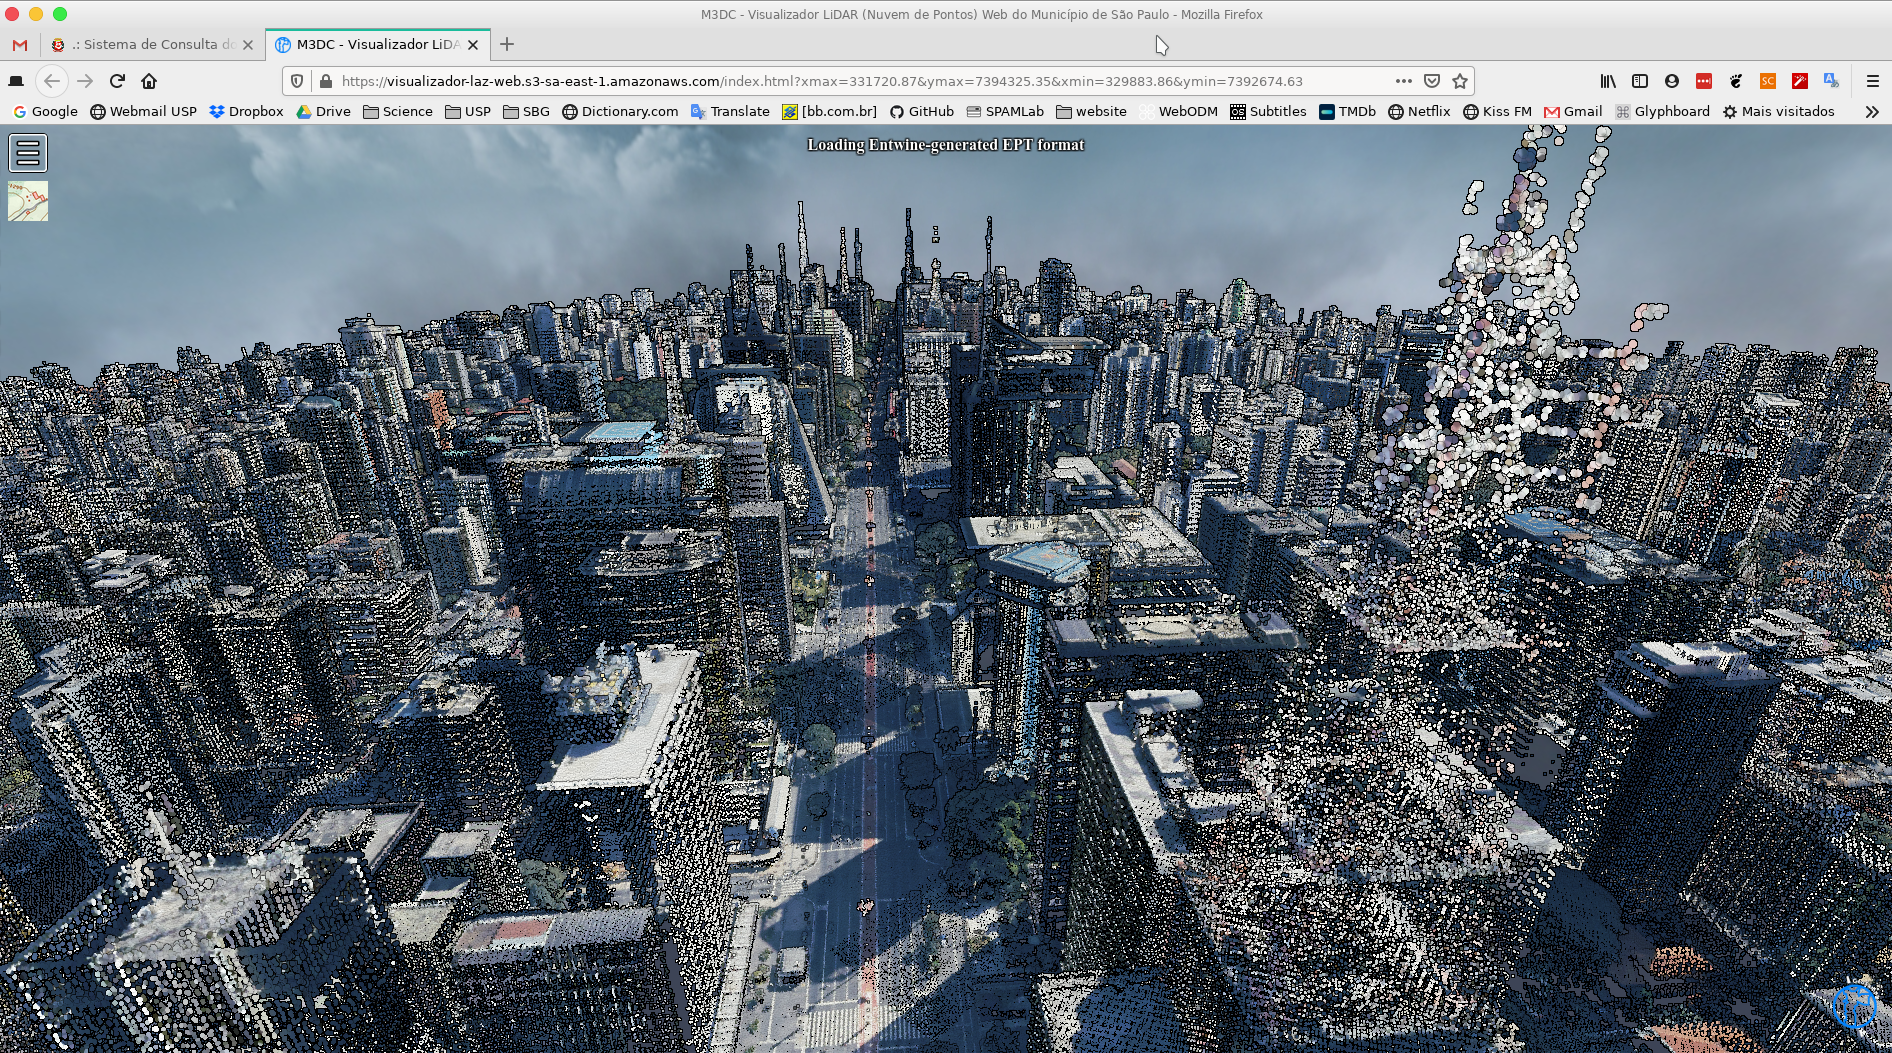 M3DC - Visualizador LiDAR (Nuvem de Pontos) Web do Município de São Paulo - Mozilla Firefox
.: Sistema de Consulta do
M3DC - Visualizador LiDA
https://visualizador-laz-web.s3-sa-east-1.amazonaws.com/index.html?xmax=331720.87&ymax=7394325.35&xmin=329883.86&ymin=7392674.63
SC
Google Webmail USP Dropbox Drive Science USP SBG Dictionary.com Translate [bb.com.br] GitHub SPAMLab website WebODM OS Subtitles TMDb Netflix Kiss FM Gmail Glyphboard Mais visitados
Loading Entwine-generated EPT format